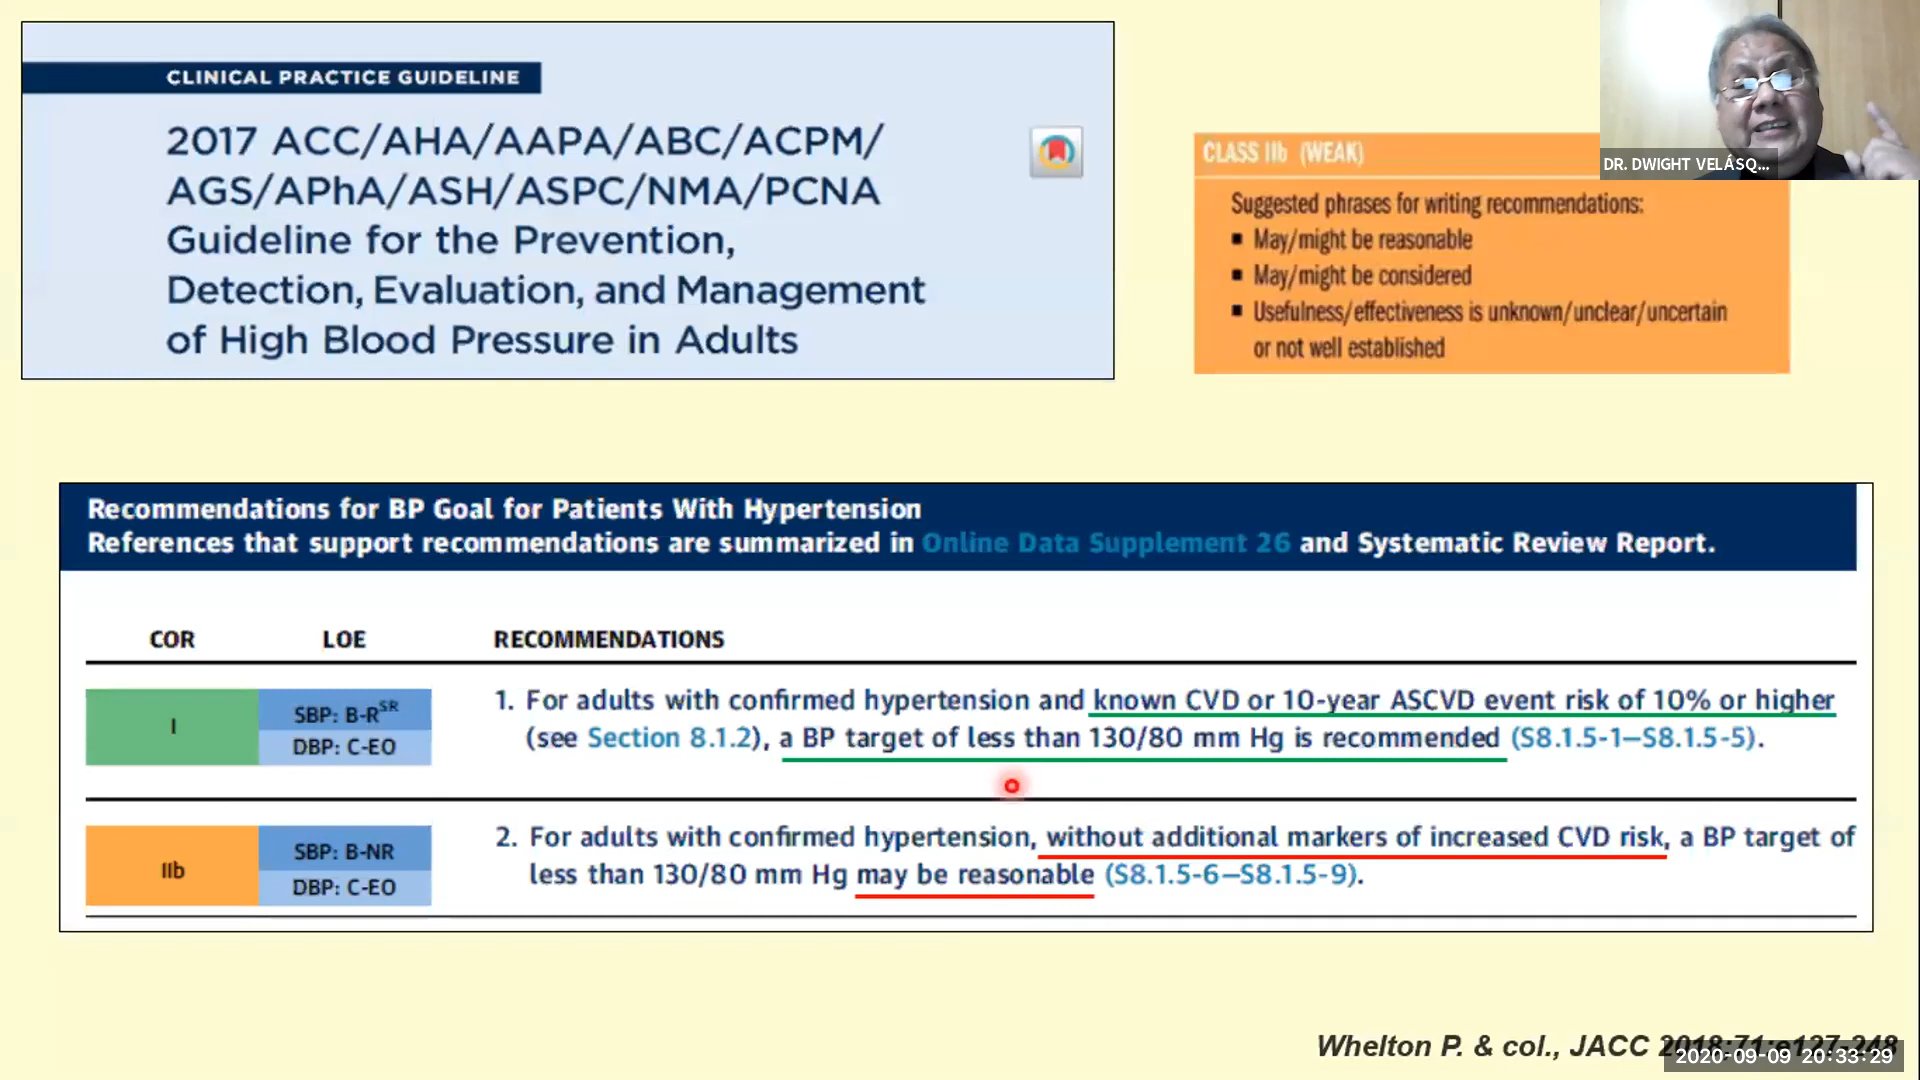 CLINICAL PRACTICE GUIDELINE
2017 ACC/AHA/AAPA/ABC/ACPM/
AGS/APhA/ASH/ASPC/NMA/PCNA
Guideline for the Prevention,
Detection, Evaluation, and Management
of High Blood Pressure in Adults
CLASS IIb (WEAK)
Suggested phrases for writing recommendations:
▪ May/might be reasonable
▪ May/might be considered
▪ Usefulness/effectiveness is unknown/unclear/uncertain
or not well established
DR. DWIGHT VELÁSQ...
Recommendations for BP Goal for Patients With Hypertension
References that support recommendations are summarized in Online Data Supplement 26 and Systematic Review Report.
COR LOE RECOMMENDATIONS
I
SBP: B-R^SR
DBP: C-EO
1. For adults with confirmed hypertension and known CVD or 10-year ASCVD event risk of 10% or higher
(see Section 8.1.2), a BP target of less than 130/80 mm Hg is recommended (S8.1.5-1–S8.1.5-5).
IIb
SBP: B-NR
DBP: C-EO
2. For adults with confirmed hypertension, without additional markers of increased CVD risk, a BP target of
less than 130/80 mm Hg may be reasonable (S8.1.5-6–S8.1.5-9).
Whelton P. & col., JACC 2018;71:e127-248
2020-09-09 20:33:29